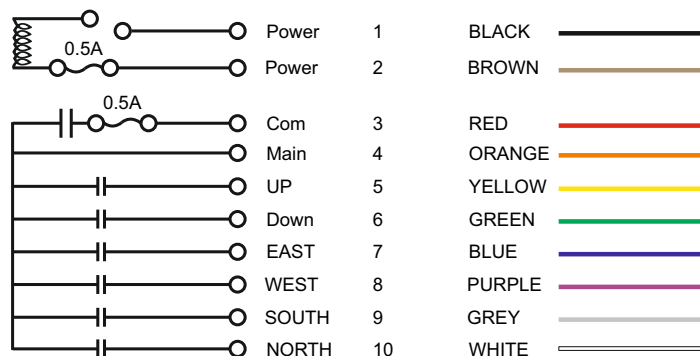 Power 1 BLACK
0.5A
Power 2 BROWN
0.5A
Com 3 RED
Main 4 ORANGE
UP 5 YELLOW
Down 6 GREEN
EAST 7 BLUE
WEST 8 PURPLE
SOUTH 9 GREY
NORTH 10 WHITE